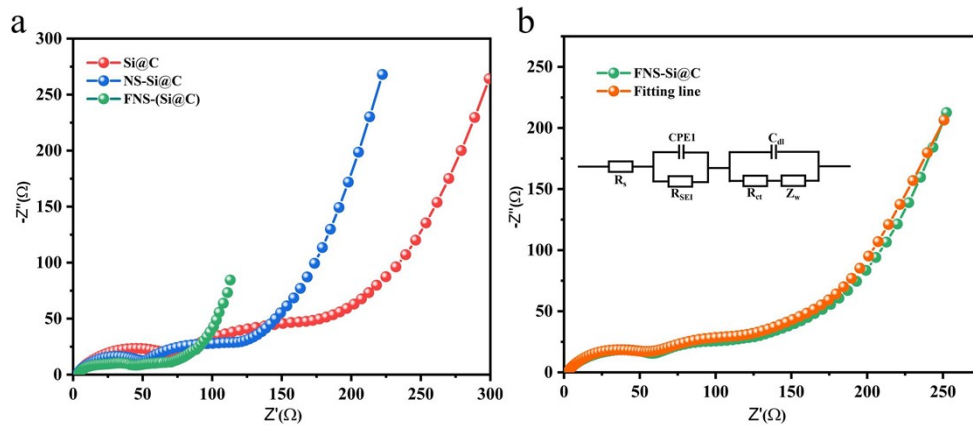 a
300
250
200
150
100
50
0
-Z''(Ω)
Si@C
NS-Si@C
FNS-(Si@C)
0 50 100 150 200 250 300
Z'(Ω)
b
250
200
150
100
50
0
-Z''(Ω)
FNS-Si@C
Fitting line
CPE1
Cdl
Rs
RSEI
Rct
Zw
0 50 100 150 200 250
Z'(Ω)